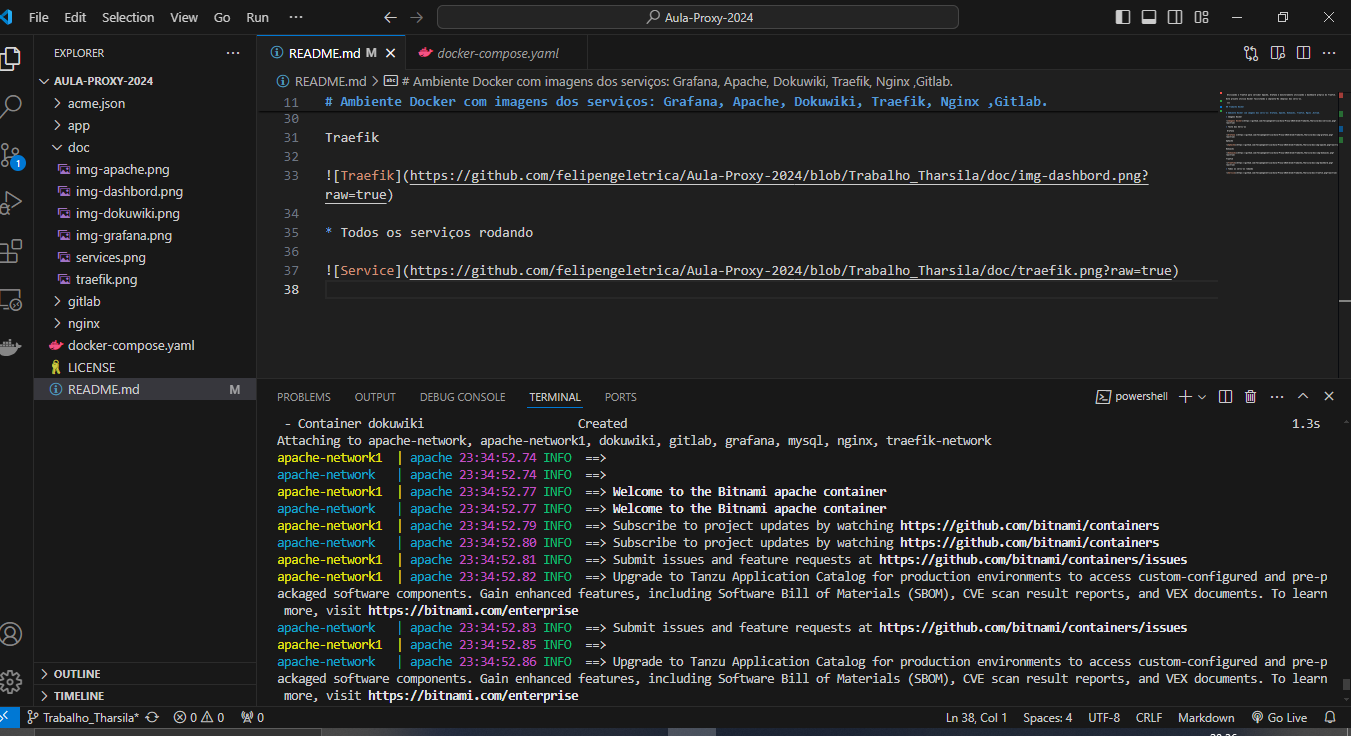 File Edit Selection View Go Run ··· Aula-Proxy-2024
EXPLORER ···
AULA-PROXY-2024
acme.json
app
doc
img-apache.png
img-dashbord.png
img-dokuwiki.png
img-grafana.png
services.png
traefik.png
gitlab
nginx
docker-compose.yaml
LICENSE
README.md M
OUTLINE
TIMELINE
1
README.md M docker-compose.yaml
README.md > # Ambiente Docker com imagens dos serviços: Grafana, Apache, Dokuwiki, Traefik, Nginx ,Gitlab.
11 # Ambiente Docker com imagens dos serviços: Grafana, Apache, Dokuwiki, Traefik, Nginx ,Gitlab.
30
31 Traefik
32
33 ![Traefik](https://github.com/felipengeletrica/Aula-Proxy-2024/blob/Trabalho_Tharsila/doc/img-dashbord.png?
raw=true)
34
35 * Todos os serviços rodando
36
37 ![Service](https://github.com/felipengeletrica/Aula-Proxy-2024/blob/Trabalho_Tharsila/doc/traefik.png?raw=true)
38
PROBLEMS OUTPUT DEBUG CONSOLE TERMINAL PORTS powershell
- Container dokuwiki Created 1.3s
Attaching to apache-network, apache-network1, dokuwiki, gitlab, grafana, mysql, nginx, traefik-network
apache-network1 | apache 23:34:52.74 INFO ==>
apache-network | apache 23:34:52.74 INFO ==>
apache-network1 | apache 23:34:52.77 INFO ==> Welcome to the Bitnami apache container
apache-network | apache 23:34:52.77 INFO ==> Welcome to the Bitnami apache container
apache-network1 | apache 23:34:52.79 INFO ==> Subscribe to project updates by watching https://github.com/bitnami/containers
apache-network | apache 23:34:52.80 INFO ==> Subscribe to project updates by watching https://github.com/bitnami/containers
apache-network1 | apache 23:34:52.81 INFO ==> Submit issues and feature requests at https://github.com/bitnami/containers/issues
apache-network1 | apache 23:34:52.82 INFO ==> Upgrade to Tanzu Application Catalog for production environments to access custom-configured and pre-p
ackaged software components. Gain enhanced features, including Software Bill of Materials (SBOM), CVE scan result reports, and VEX documents. To learn
more, visit https://bitnami.com/enterprise
apache-network | apache 23:34:52.83 INFO ==> Submit issues and feature requests at https://github.com/bitnami/containers/issues
apache-network1 | apache 23:34:52.85 INFO ==>
apache-network | apache 23:34:52.86 INFO ==> Upgrade to Tanzu Application Catalog for production environments to access custom-configured and pre-p
ackaged software components. Gain enhanced features, including Software Bill of Materials (SBOM), CVE scan result reports, and VEX documents. To learn
more, visit https://bitnami.com/enterprise
Trabalho_Tharsila* 0 0 0 Ln 38, Col 1 Spaces: 4 UTF-8 CRLF Markdown Go Live